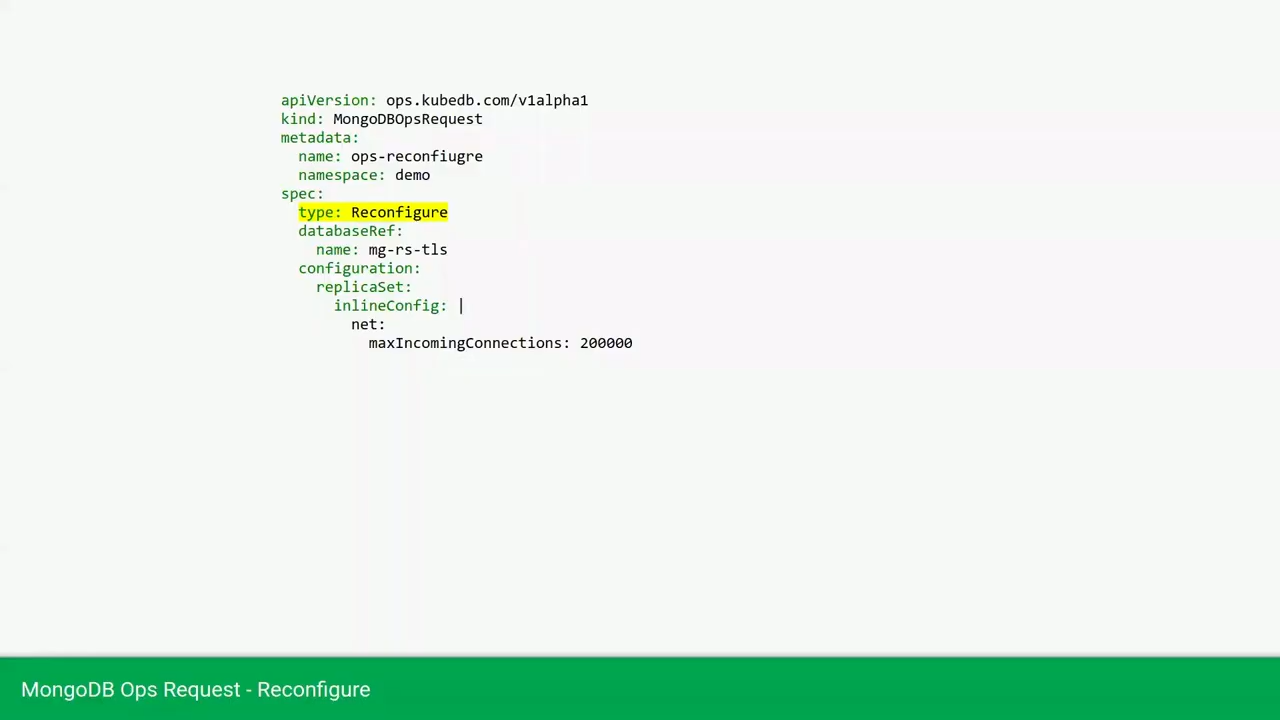 apiVersion: ops.kubedb.com/v1alpha1
kind: MongoDBOpsRequest
metadata:
  name: ops-reconfiugre
  namespace: demo
spec:
  type: Reconfigure
  databaseRef:
    name: mg-rs-tls
  configuration:
    replicaSet:
      inlineConfig: |
        net:
          maxIncomingConnections: 200000
MongoDB Ops Request - Reconfigure